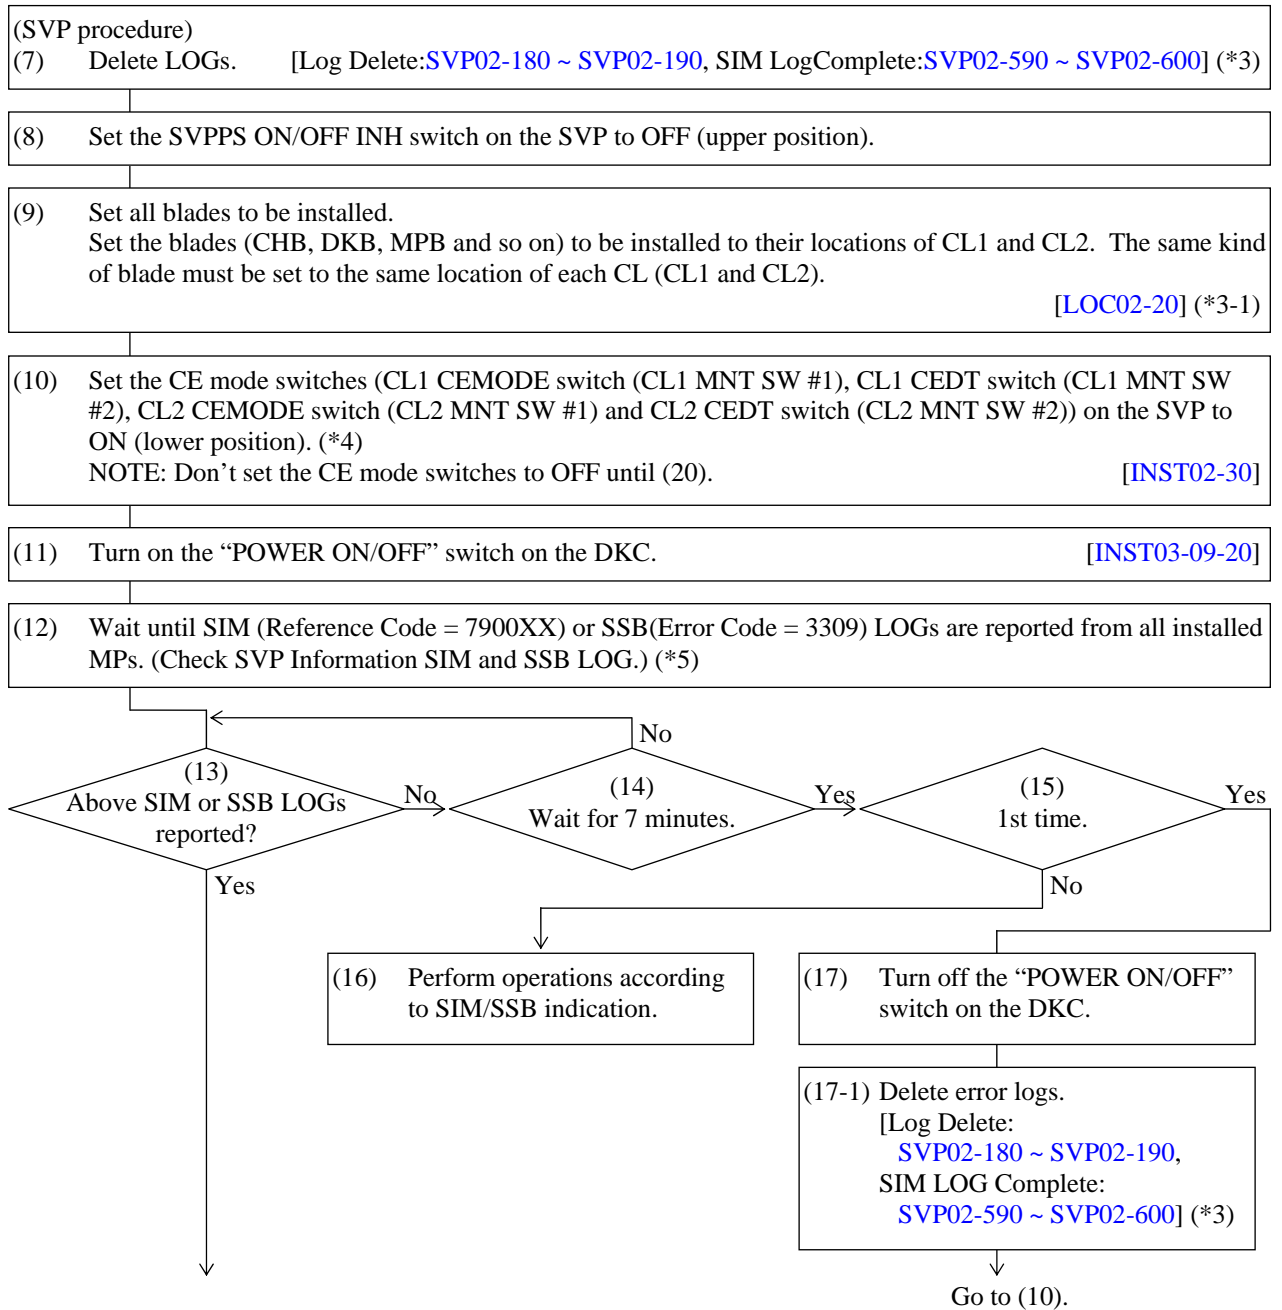 (SVP procedure)
(7) Delete LOGs. [Log Delete:SVP02-180 ~ SVP02-190, SIM LogComplete:SVP02-590 ~ SVP02-600] (*3)
(8) Set the SVPPS ON/OFF INH switch on the SVP to OFF (upper position).
(9) Set all blades to be installed.
Set the blades (CHB, DKB, MPB and so on) to be installed to their locations of CL1 and CL2. The same kind
of blade must be set to the same location of each CL (CL1 and CL2).
[LOC02-20] (*3-1)
(10) Set the CE mode switches (CL1 CEMODE switch (CL1 MNT SW #1), CL1 CEDT switch (CL1 MNT SW
#2), CL2 CEMODE switch (CL2 MNT SW #1) and CL2 CEDT switch (CL2 MNT SW #2)) on the SVP to
ON (lower position). (*4)
NOTE: Don’t set the CE mode switches to OFF until (20). [INST02-30]
(11) Turn on the “POWER ON/OFF” switch on the DKC. [INST03-09-20]
(12) Wait until SIM (Reference Code = 7900XX) or SSB(Error Code = 3309) LOGs are reported from all installed
MPs. (Check SVP Information SIM and SSB LOG.) (*5)
(13)
Above SIM or SSB LOGs
reported?
No
Yes
(14)
Wait for 7 minutes.
No
Yes
(15)
1st time.
Yes
No
(16) Perform operations according
to SIM/SSB indication.
(17) Turn off the “POWER ON/OFF”
switch on the DKC.
(17-1) Delete error logs.
[Log Delete:
SVP02-180 ~ SVP02-190,
SIM LOG Complete:
SVP02-590 ~ SVP02-600] (*3)
Go to (10).